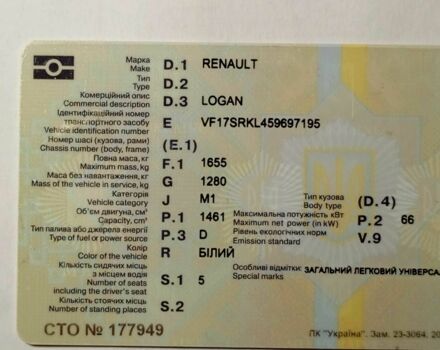 Марка D.1 RENAULT
Make
Тип D.2
Type
Комерційний опис D.3 LOGAN
Commercial description
Ідентифікаційний номер
транспортного засобу E VF17SRKL459697195
Vehicle identification number
Номер шасі (кузова, рами) (E.1)
Chassis number (body, frame)
Повна маса, кг F.1 1655
Mass, kg
Маса без навантаження, кг G 1280
Mass of the vehicle in service, kg
Категорія J M1 Тип кузова (D.4)
Vehicle category Body type
Об'єм двигуна, см³ P.1 1461 Максимальна потужність кВт P.2 66
Capacity, cm³ Maximum net power (in kW)
Тип палива або джерела енергії P.3 D Рівень екологічних норм V.9
Type of fuel or power source Emission standard
Колір R БІЛИЙ
Color of the vehicle
Кількість сидячих місць Особливі відмітки: ЗАГАЛЬНИЙ ЛЕГКОВИЙ УНІВЕРСА
з місцем водія S.1 5 Special marks
Number of seats
including the driver's seat
Кількість стоячих місць S.2
Number of standing places
СТО № 177949
ПК "Україна". Зам. 23-3064. 20